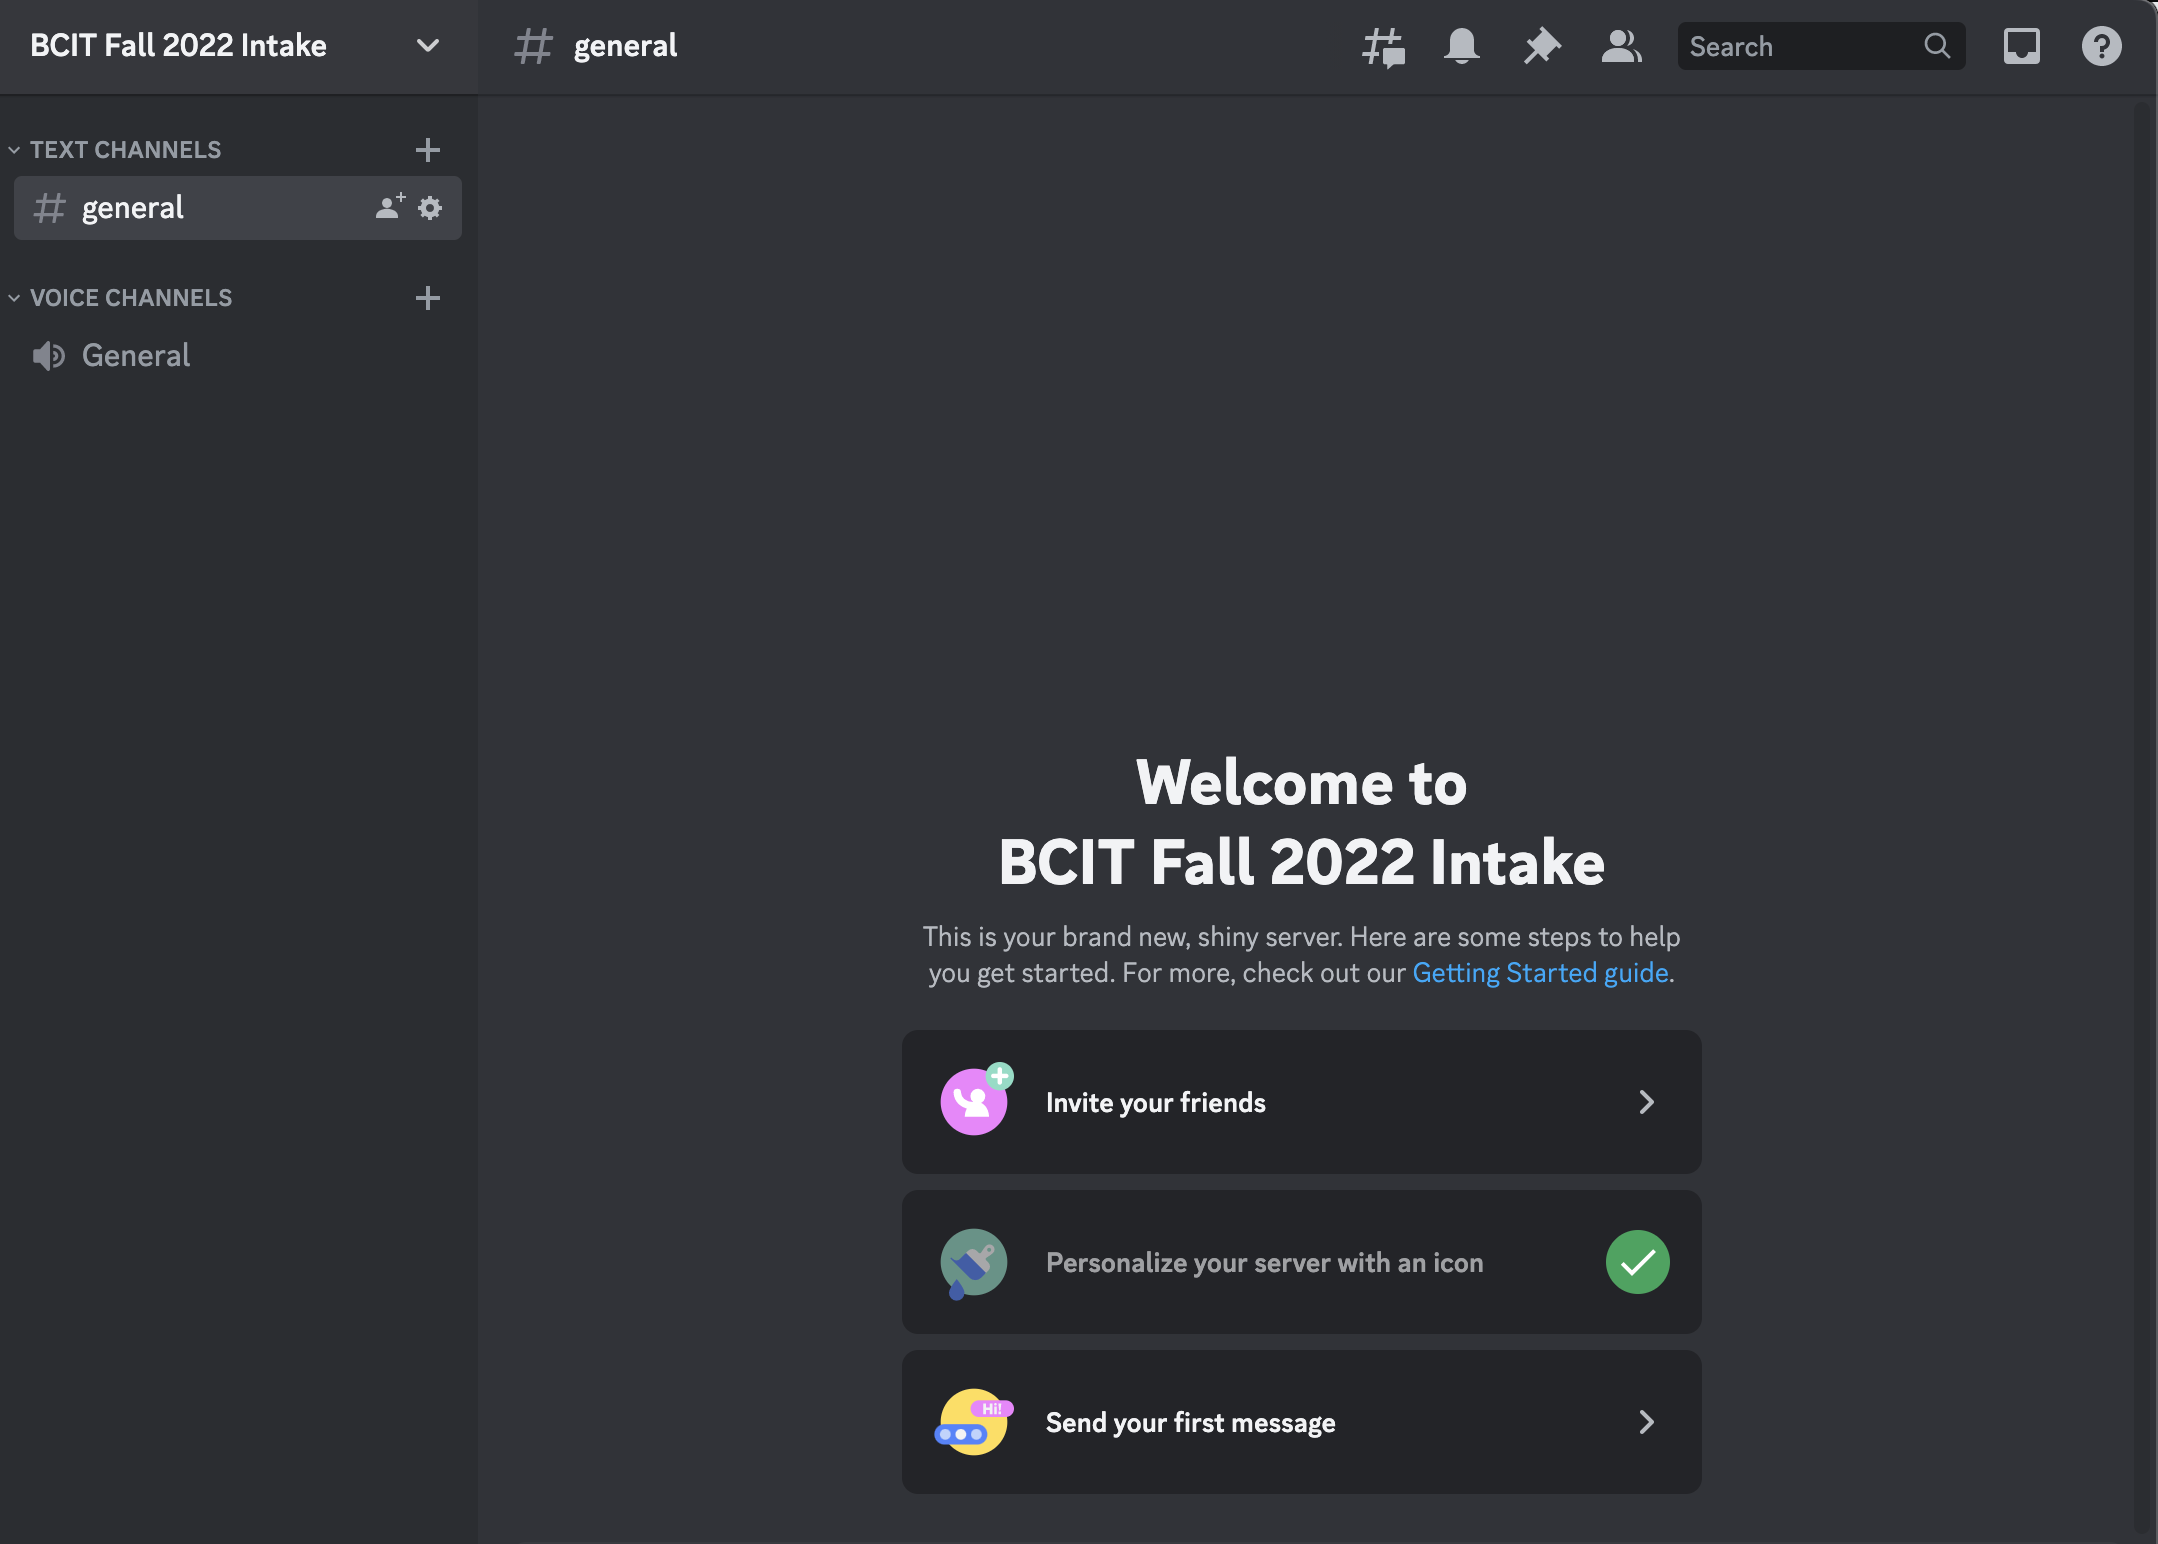 BCIT Fall 2022 Intake
general
Search
TEXT CHANNELS
general
VOICE CHANNELS
General
Welcome to
BCIT Fall 2022 Intake
This is your brand new, shiny server. Here are some steps to help
you get started. For more, check out our Getting Started guide.
Invite your friends
Personalize your server with an icon
Hi!
Send your first message